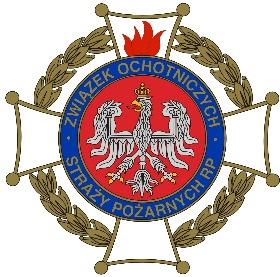 ZWIĄZEK OCHOTNICZYCH
STRAŻY POŻARNYCH RP